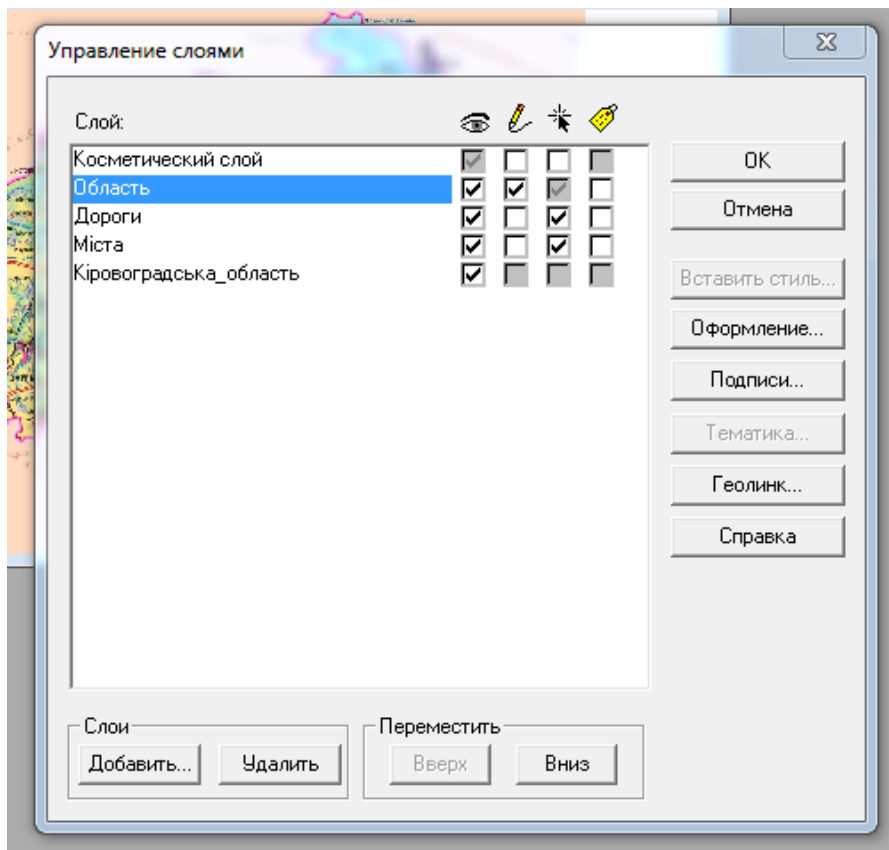 Управление слоями
Слой:
Косметический слой
Область
Дороги
Міста
Кіровоградська_область
OK
Отмена
Вставить стиль...
Оформление...
Подписи...
Тематика...
Геолинк...
Справка
Слои
Добавить...
Удалить
Переместить
Вверх
Вниз